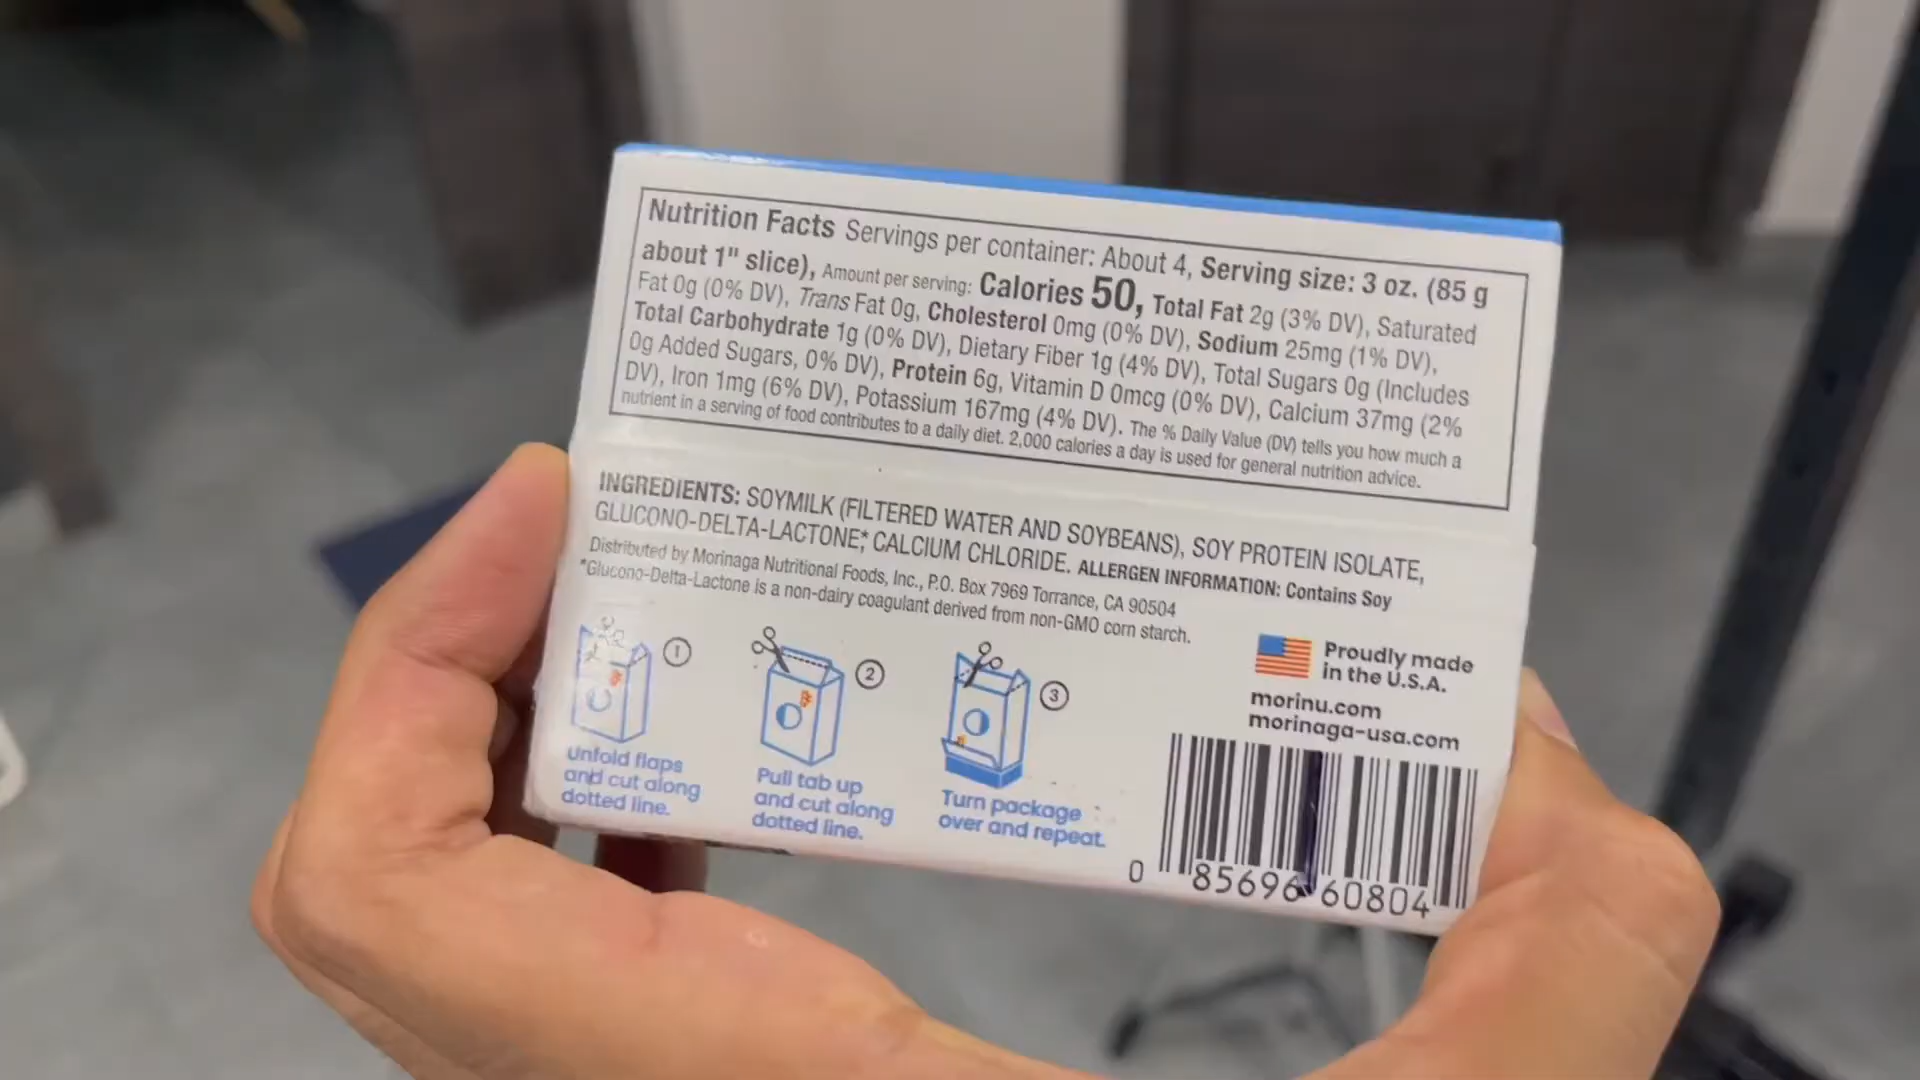 Nutrition Facts Servings per container: About 4, Serving size: 3 oz. (85 g
about 1" slice), Amount per serving: Calories 50, Total Fat 2g (3% DV), Saturated
Fat 0g (0% DV), Trans Fat 0g, Cholesterol 0mg (0% DV), Sodium 25mg (1% DV),
Total Carbohydrate 1g (0% DV), Dietary Fiber 1g (4% DV), Total Sugars 0g (Includes
0g Added Sugars, 0% DV), Protein 6g, Vitamin D 0mcg (0% DV), Calcium 37mg (2%
DV), Iron 1mg (6% DV), Potassium 167mg (4% DV). The % Daily Value (DV) tells you how much a
nutrient in a serving of food contributes to a daily diet. 2,000 calories a day is used for general nutrition advice.
INGREDIENTS: SOYMILK (FILTERED WATER AND SOYBEANS), SOY PROTEIN ISOLATE,
GLUCONO-DELTA-LACTONE,* CALCIUM CHLORIDE. ALLERGEN INFORMATION: Contains Soy
Distributed by Morinaga Nutritional Foods, Inc., P.O. Box 7969 Torrance, CA 90504
*Glucono-Delta-Lactone is a non-dairy coagulant derived from non-GMO corn starch.
1
unfold flaps
and cut along
dotted line.
2
Pull tab up
and cut along
dotted line.
3
Turn package
over and repeat.
Proudly made
in the U.S.A.
morinu.com
morinaga-usa.com
0 85696 60804